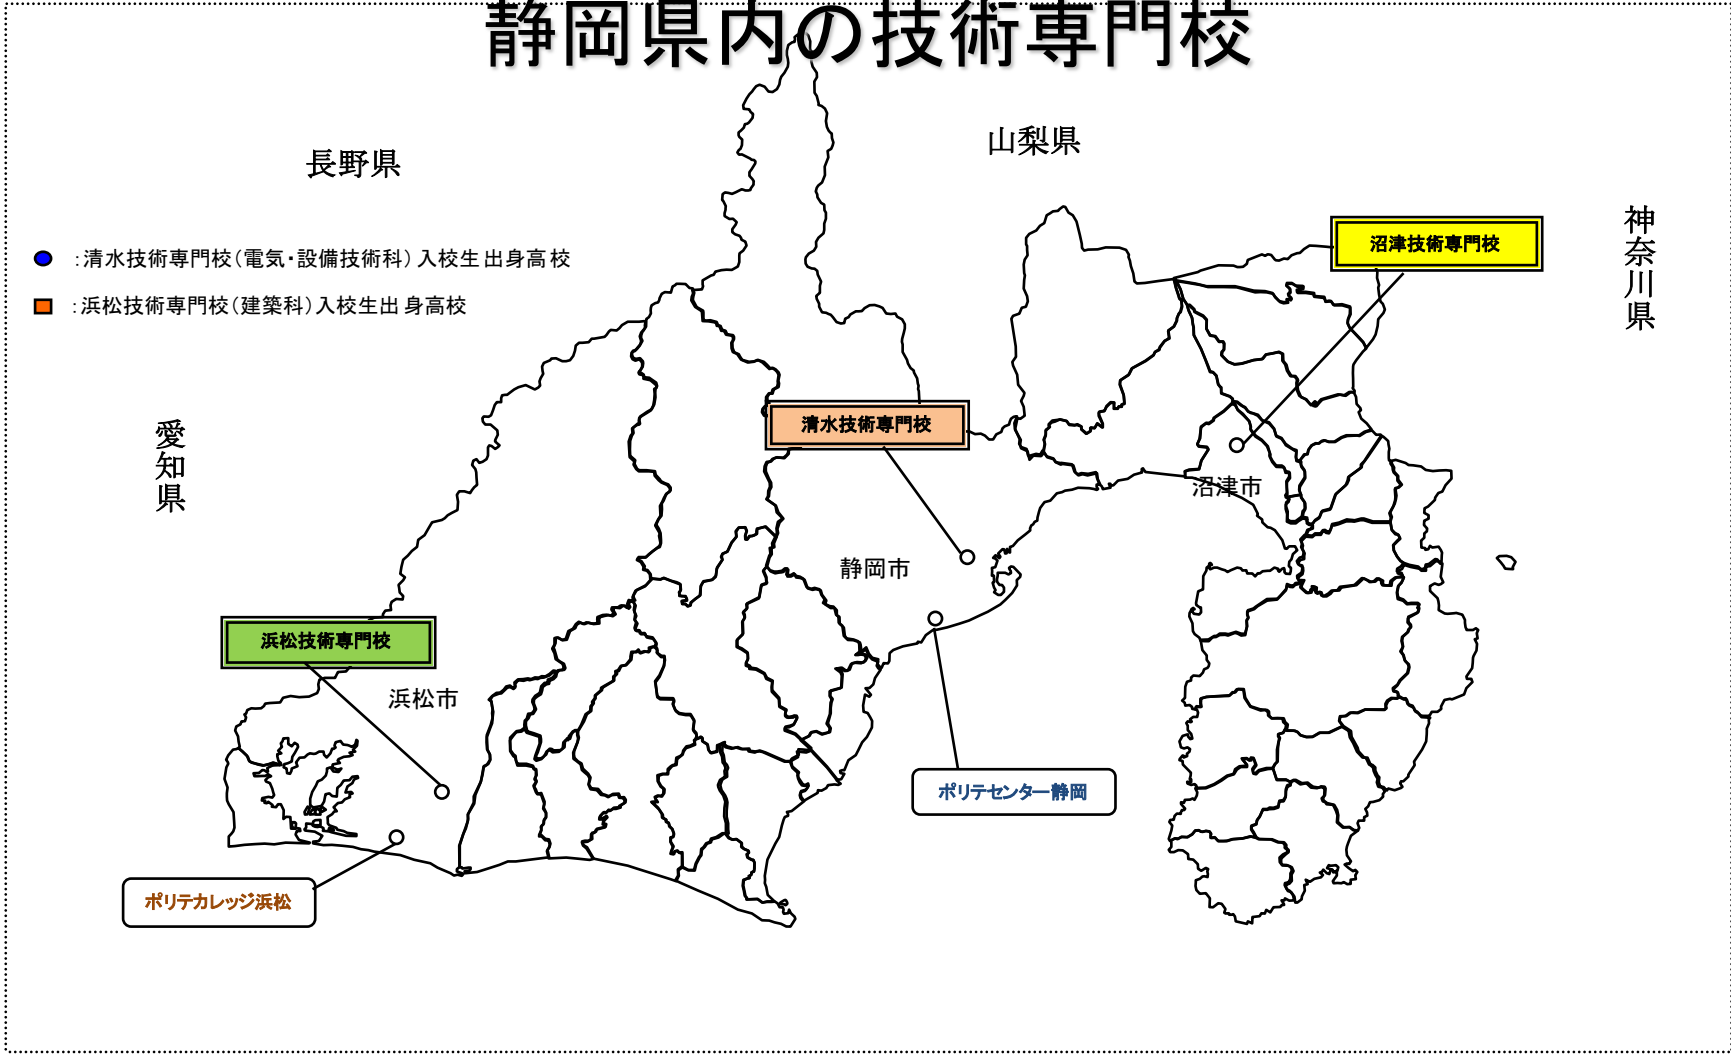 静岡県内の技術専門校
山梨県
長野県
神奈川県
沼津技術専門校
：清水技術専門校（電気・設備技術科）入校生出身高校
：浜松技術専門校（建築科）入校生出身高校
清水技術専門校
愛知県
沼津市
静岡市
浜松技術専門校
浜松市
ポリテセンター静岡
ポリテカレッジ浜松